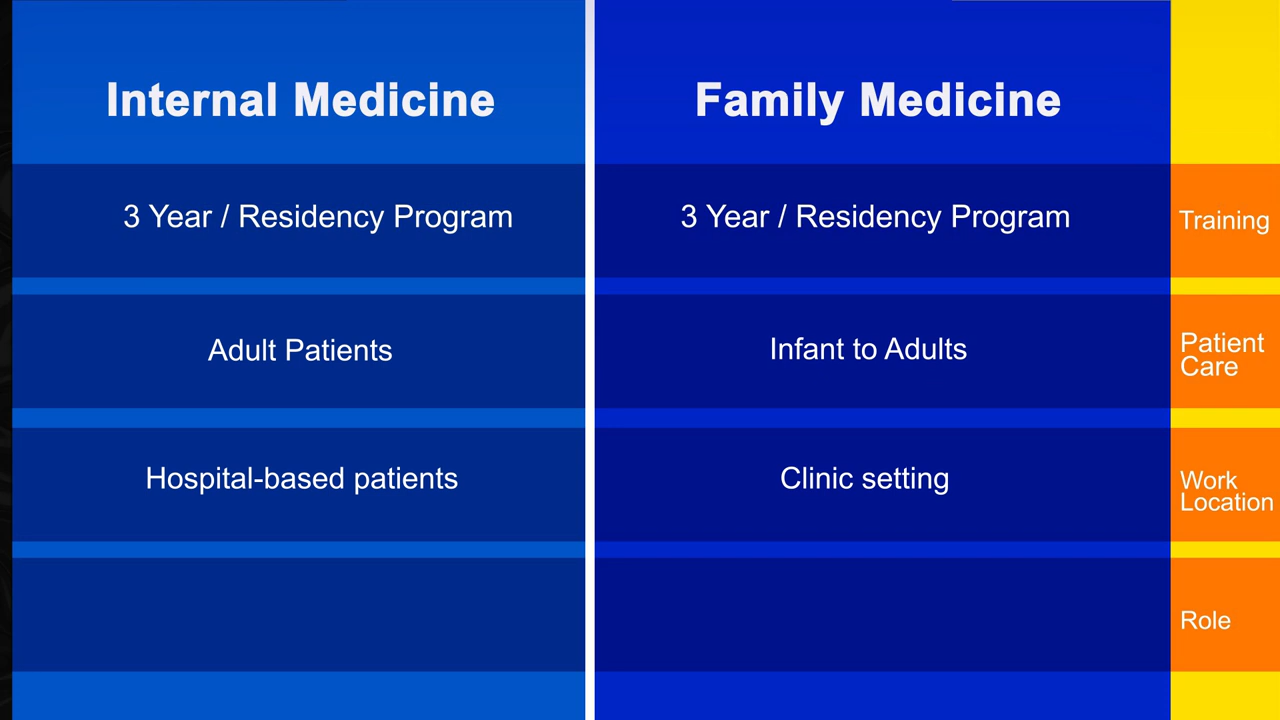 Internal Medicine
Family Medicine
3 Year / Residency Program
3 Year / Residency Program
Training
Adult Patients
Infant to Adults
Patient
Care
Hospital-based patients
Clinic setting
Work
Location
Role